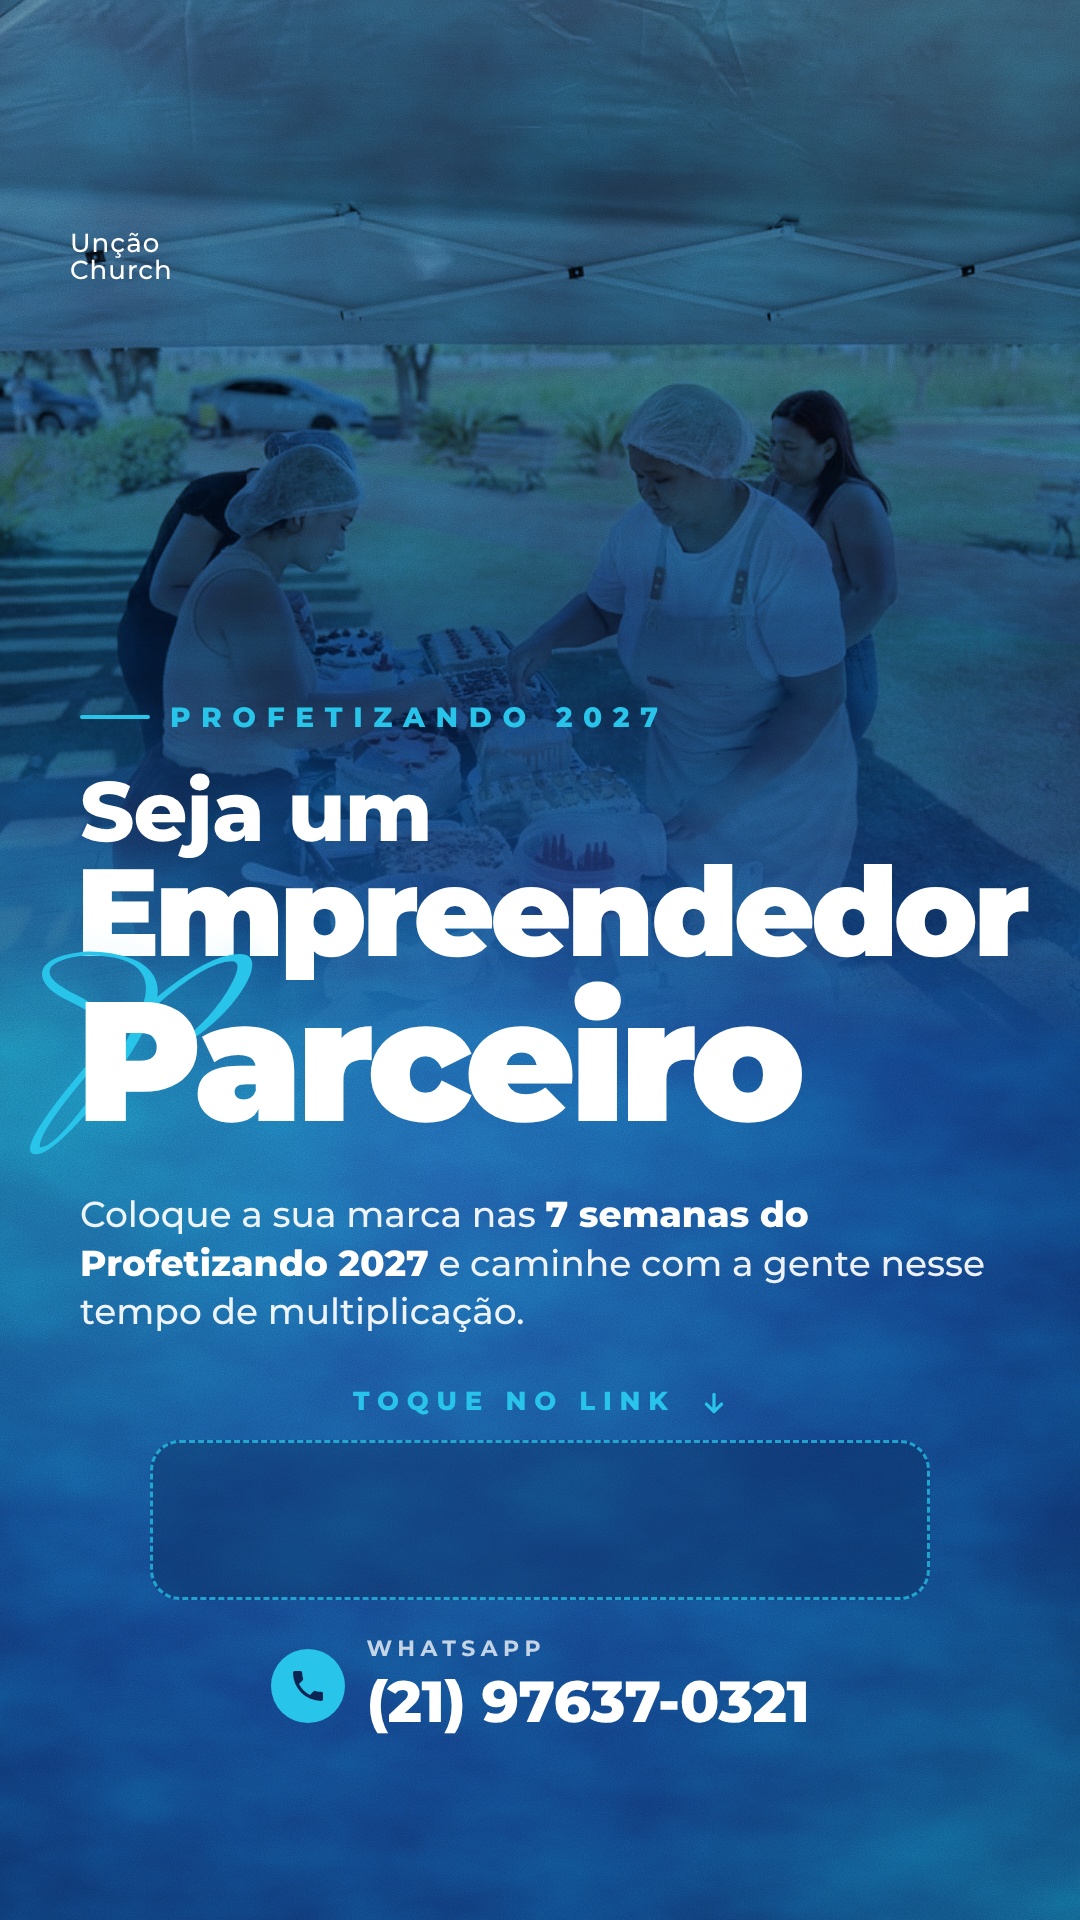 Unção
Church
PROFETIZANDO 2027
Seja um
Empreendedor
Parceiro
Coloque a sua marca nas 7 semanas do
Profetizando 2027 e caminhe com a gente nesse
tempo de multiplicação.
TOQUE NO LINK ↓
WHATSAPP
(21) 97637-0321